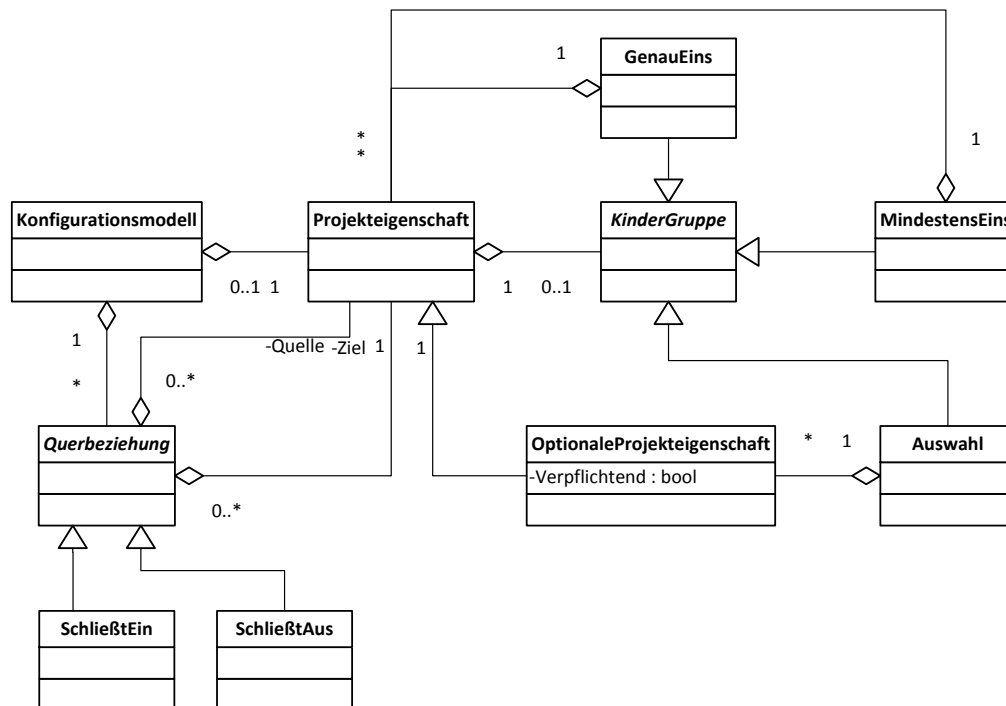 1
GenauEins
*
*
1
Konfigurationsmodell
Projekteigenschaft
KinderGruppe
MindestensEins
0..1 1
1
0..1
1
-Quelle
-Ziel
1
1
*
0..*
Querbeziehung
OptionaleProjekteigenschaft
*
1
Auswahl
-Verpflichtend : bool
0..*
SchließtEin
SchließtAus